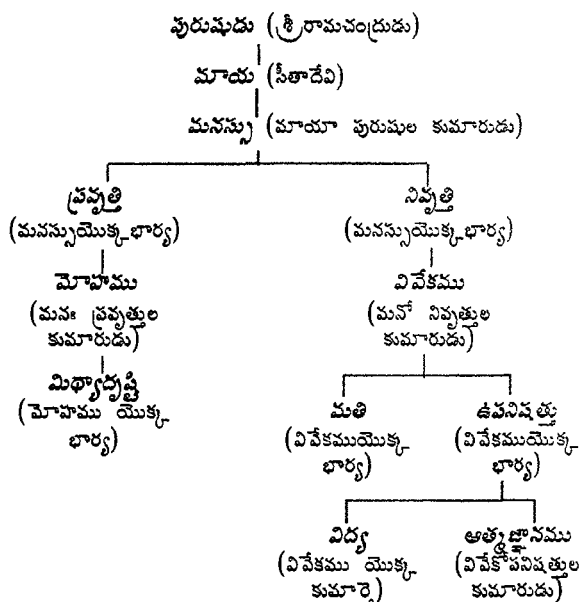 పురుషుడు (శ్రీరామచంద్రుడు)
మాయ (సీతాదేవి)
మనస్సు (మాయా పురుషుల కుమారుడు)
ప్రవృత్తి నివృత్తి
(మనస్సుయొక్కభార్య) (మనస్సుయొక్కభార్య)
మోహము వివేకము
(మనః ప్రవృత్తుల (మనో నివృత్తుల
కుమారుడు) కుమారుడు)
మిథ్యాదృష్టి
(మోహము యొక్క
భార్య)
మతి ఉపనిషత్తు
(వివేకముయొక్క (వివేకముయొక్క
భార్య) భార్య)
విద్య ఆత్మజ్ఞానము
(వివేకము యొక్క (వివేకోపనిషత్తుల
కుమార్తె) కుమారుడు)